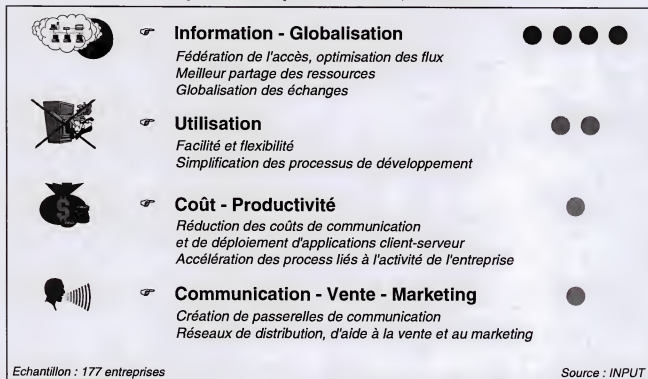 Information - Globalisation
Fédération de l'accès, optimisation des flux
Meilleur partage des ressources
Globalisation des échanges
Utilisation
Facilité et flexibilité
Simplification des processus de développement
Coût - Productivité
Réduction des coûts de communication
et de déploiement d'applications client-serveur
Accélération des process liés à l'activité de l'entreprise
Communication - Vente - Marketing
Création de passerelles de communication
Réseaux de distribution, d'aide à la vente et au marketing
Echantillon : 177 entreprises
Source : INPUT